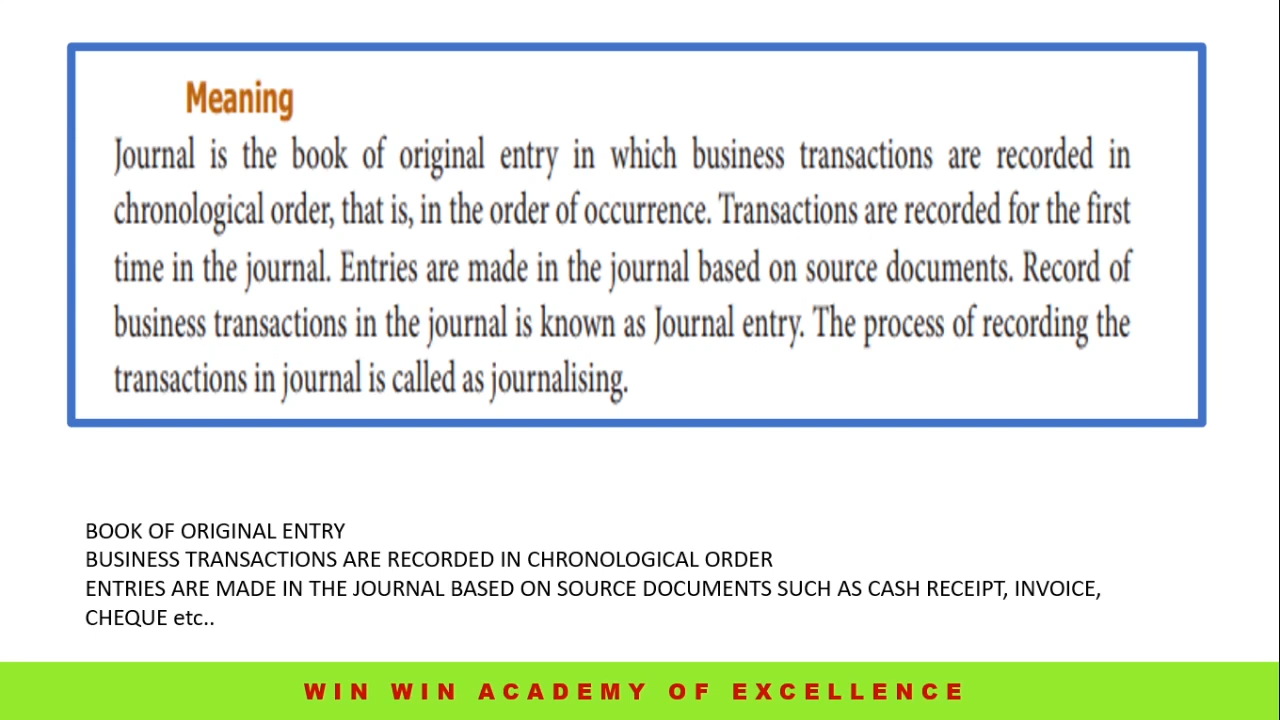 Meaning
Journal is the book of original entry in which business transactions are recorded in
chronological order, that is, in the order of occurrence. Transactions are recorded for the first
time in the journal. Entries are made in the journal based on source documents. Record of
business transactions in the journal is known as Journal entry. The process of recording the
transactions in journal is called as journalising.
BOOK OF ORIGINAL ENTRY
BUSINESS TRANSACTIONS ARE RECORDED IN CHRONOLOGICAL ORDER
ENTRIES ARE MADE IN THE JOURNAL BASED ON SOURCE DOCUMENTS SUCH AS CASH RECEIPT, INVOICE,
CHEQUE etc..
WIN WIN ACADEMY OF EXCELLENCE